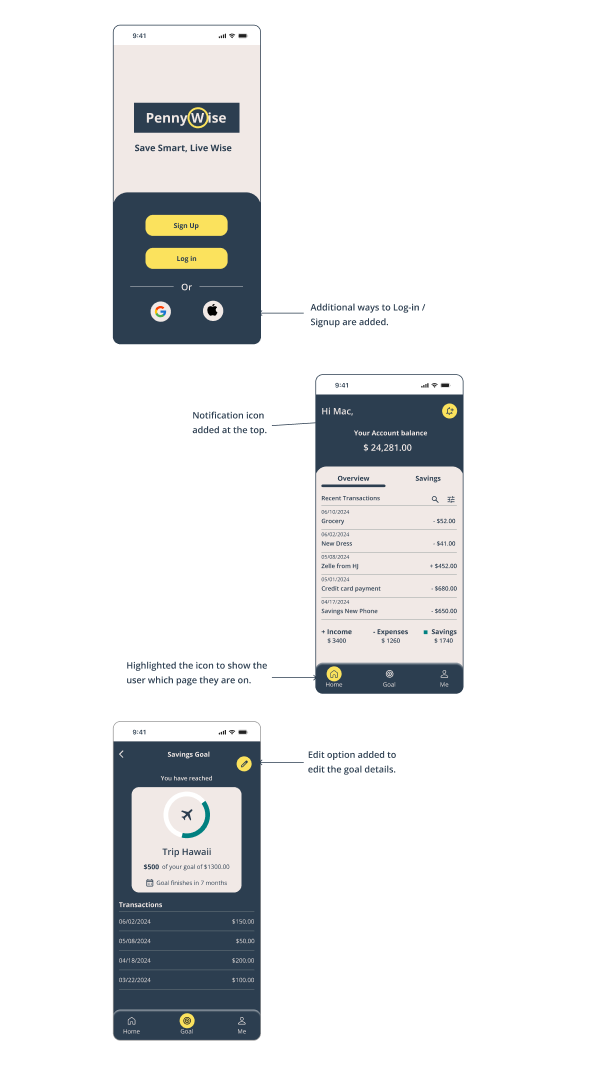 9:41
PennyWise
Save Smart, Live Wise
Sign Up
Log in
Or
Additional ways to Log-in /
Signup are added.
9:41
Hi Mac,
Notification icon
added at the top.
Your Account balance
$ 24,281.00
Overview Savings
Recent Transactions
06/10/2024
Grocery - $52.00
06/02/2024
New Dress - $41.00
05/08/2024
Zelle from HJ + $452.00
05/01/2024
Credit card payment - $680.00
04/17/2024
Savings New Phone - $650.00
+ Income - Expenses Savings
$ 3400 $ 1260 $ 1740
Highlighted the icon to show the
user which page they are on.
Home Goal Me
9:41
Savings Goal
Edit option added to
edit the goal details.
You have reached
Trip Hawaii
$500 of your goal of $1300.00
Goal finishes in 7 months
Transactions
06/02/2024 $150.00
05/08/2024 $50.00
04/18/2024 $200.00
03/22/2024 $100.00
Home Goal Me